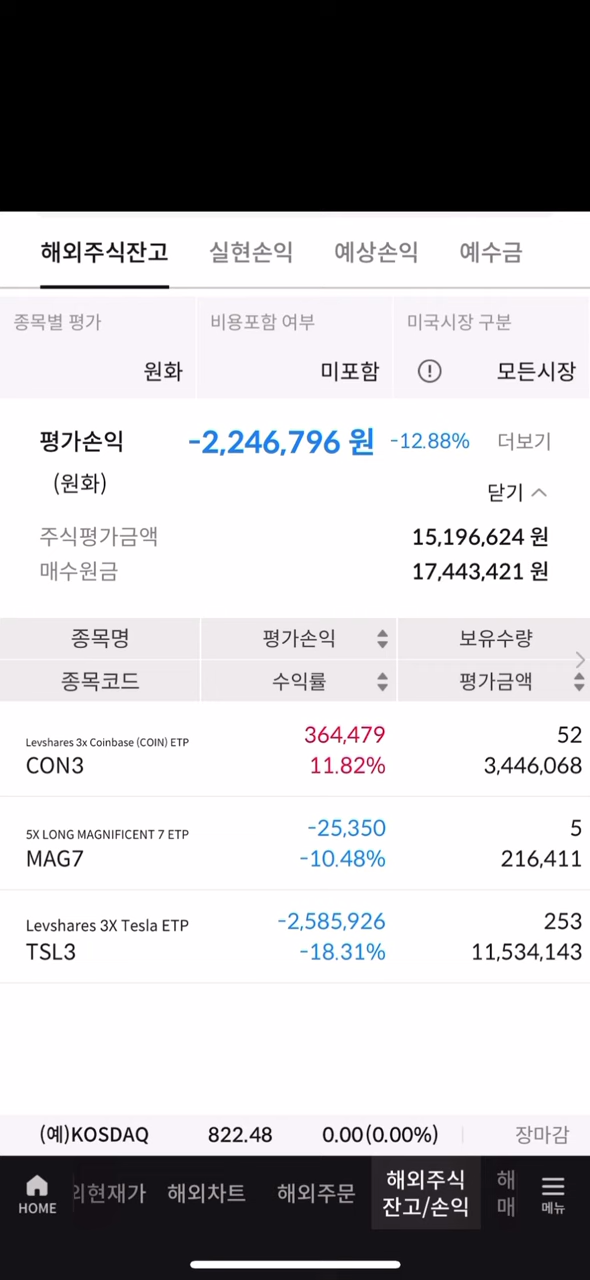 해외주식잔고 실현손익 예상손익 예수금
종목별 평가 비용포함 여부 미국시장 구분
원화 미포함 모든시장
평가손익 -2,246,796 원 -12.88% 더보기
(원화)
닫기
주식평가금액 15,196,624 원
매수원금 17,443,421 원
종목명 평가손익 보유수량
종목코드 수익률 평가금액
Levshares 3x Coinbase (COIN) ETP 364,479 52
CON3 11.82% 3,446,068
5X LONG MAGNIFICENT 7 ETP -25,350 5
MAG7 -10.48% 216,411
Levshares 3X Tesla ETP -2,585,926 253
TSL3 -18.31% 11,534,143
(예)KOSDAQ 822.48 0.00(0.00%) 장마감
HOME 외현재가 해외차트 해외주문 해외주식 잔고/손익 해 매 메뉴